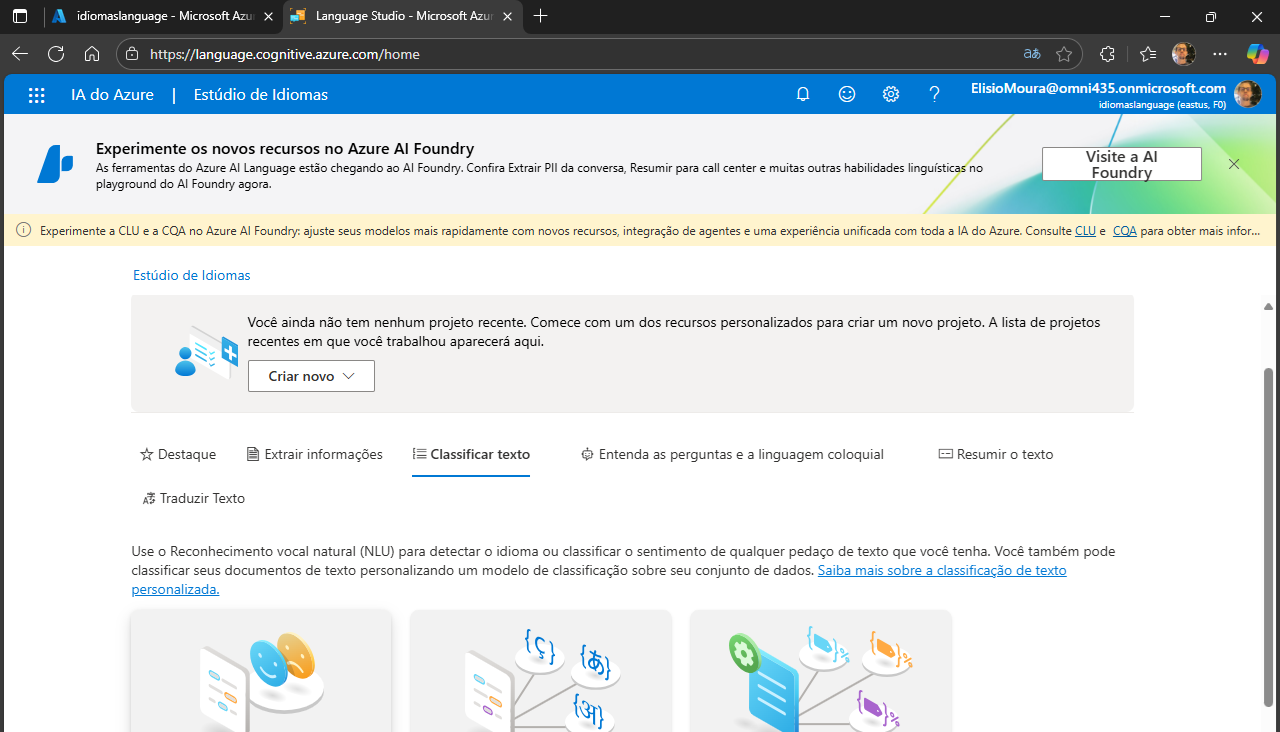 idiomaslanguage - Microsoft Azu
Language Studio - Microsoft Azur
https://language.cognitive.azure.com/home
aあ
IA do Azure | Estúdio de Idiomas
ElisioMoura@omni435.onmicrosoft.com
idiomaslanguage (eastus, F0)
Experimente os novos recursos no Azure AI Foundry
As ferramentas do Azure AI Language estão chegando ao AI Foundry. Confira Extrair PII da conversa, Resumir para call center e muitas outras habilidades linguísticas no
playground do AI Foundry agora.
Visite a AI
Foundry
Experimente a CLU e a CQA no Azure AI Foundry: ajuste seus modelos mais rapidamente com novos recursos, integração de agentes e uma experiência unificada com toda a IA do Azure. Consulte CLU e CQA para obter mais infor...
Estúdio de Idiomas
Você ainda não tem nenhum projeto recente. Comece com um dos recursos personalizados para criar um novo projeto. A lista de projetos
recentes em que você trabalhou aparecerá aqui.
Criar novo
Destaque
Extrair informações
Classificar texto
Entenda as perguntas e a linguagem coloquial
Resumir o texto
Traduzir Texto
Use o Reconhecimento vocal natural (NLU) para detectar o idioma ou classificar o sentimento de qualquer pedaço de texto que você tenha. Você também pode
classificar seus documentos de texto personalizando um modelo de classificação sobre seu conjunto de dados. Saiba mais sobre a classificação de texto
personalizada.
{ç}
{あ}
{अ}